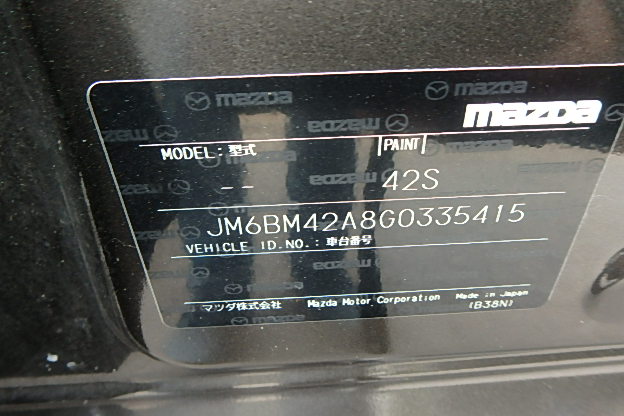 mazda
MODEL:型式 PAINT
-- 42S
JM6BM42A8G0335415
VEHICLE ID.NO.:車台番号
マツダ株式会社 Mazda Motor Corporation Made in Japan
(B38N)